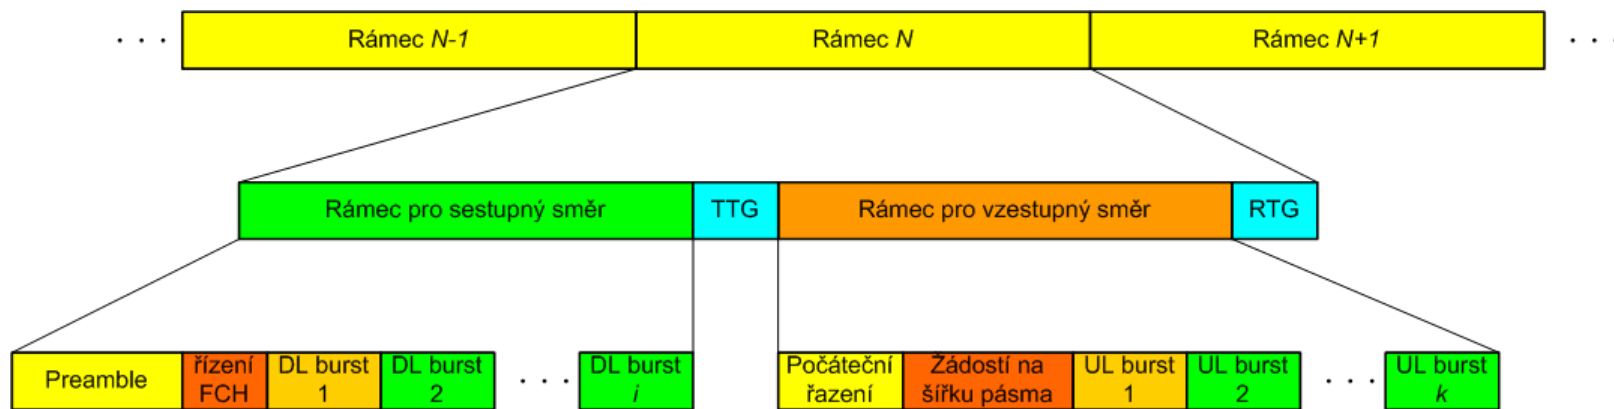 . . .
Rámec N-1
Rámec N
Rámec N+1
. . .
Rámec pro sestupný směr
TTG
Rámec pro vzestupný směr
RTG
Preamble
řízení
FCH
DL burst
1
DL burst
2
. . .
DL burst
i
Počáteční
řazení
Žádostí na
šířku pásma
UL burst
1
UL burst
2
. . .
UL burst
k